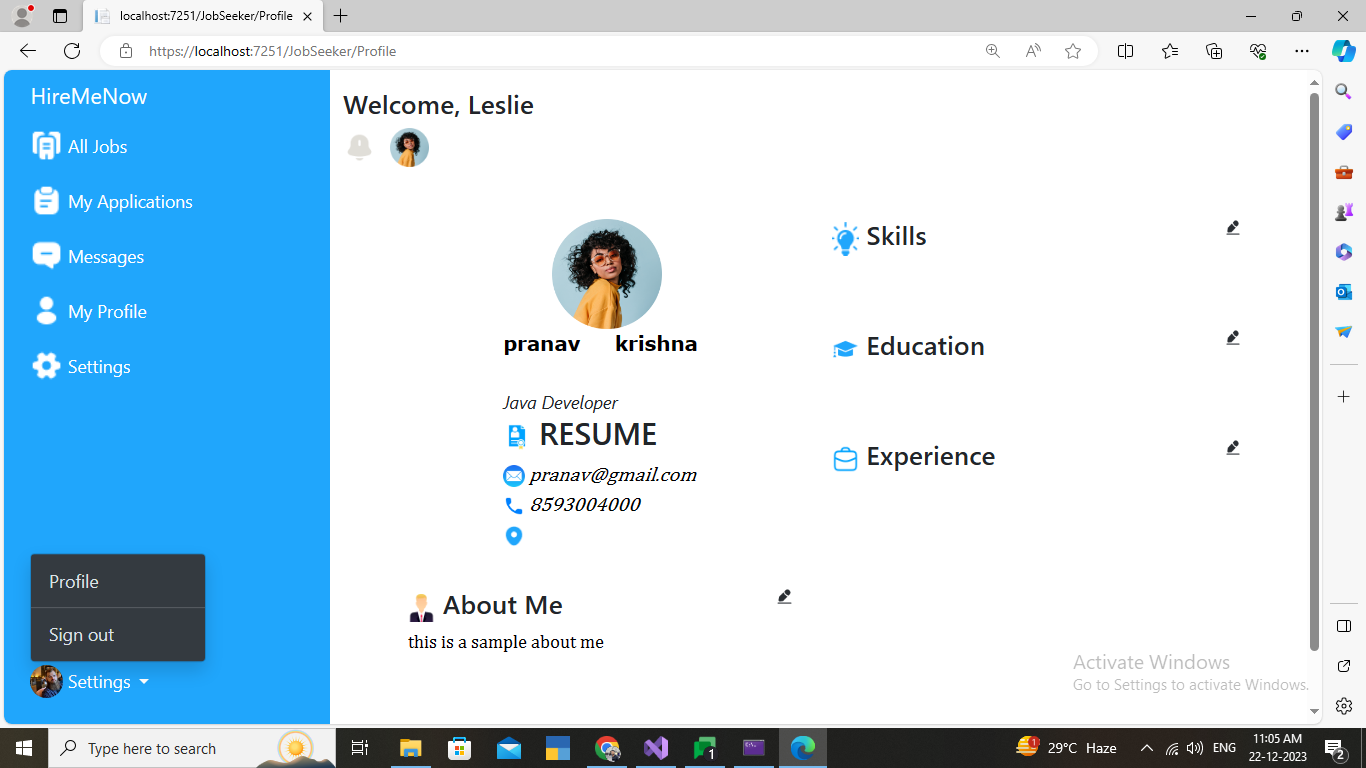 localhost:7251/JobSeeker/Profile
https://localhost:7251/JobSeeker/Profile
HireMeNow
All Jobs
My Applications
Messages
My Profile
Settings
Profile
Sign out
Settings
Welcome, Leslie
pranav krishna
Java Developer
RESUME
pranav@gmail.com
8593004000
About Me
this is a sample about me
Skills
Education
Experience
Activate Windows
Go to Settings to activate Windows.
Type here to search
1
1
29°C Haze
ENG
11:05 AM
22-12-2023
2